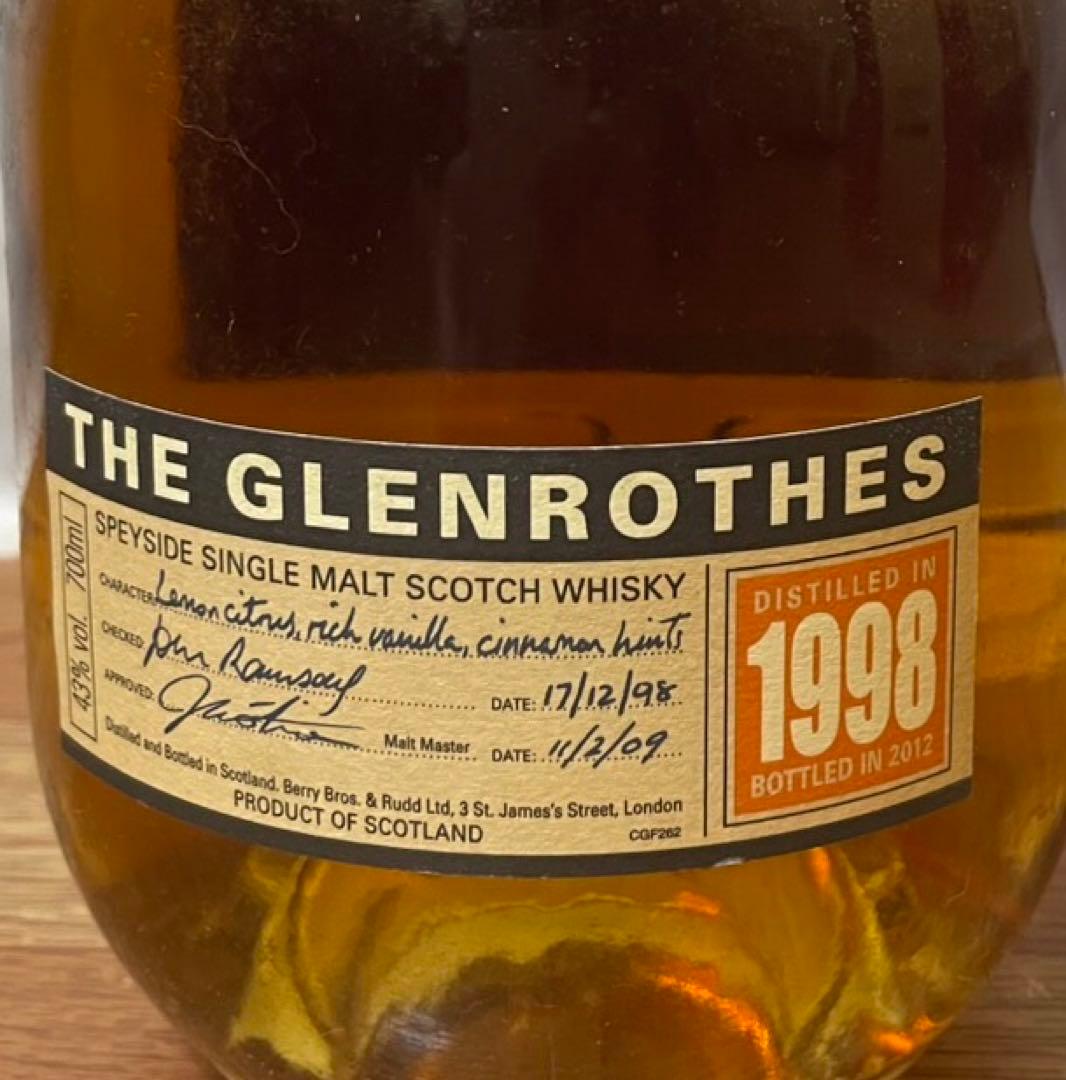 THE GLENROTHES
43% vol. 700ml
SPEYSIDE SINGLE MALT SCOTCH WHISKY
CHARACTER: Lemon citrus, rich vanilla, cinnamon hints
CHECKED: John Ramsay DATE: 17/12/98
APPROVED: Malt Master DATE: 11/2/09
Distilled and Bottled in Scotland. Berry Bros. & Rudd Ltd, 3 St. James's Street, London
PRODUCT OF SCOTLAND
CGF262
DISTILLED IN
1998
BOTTLED IN 2012